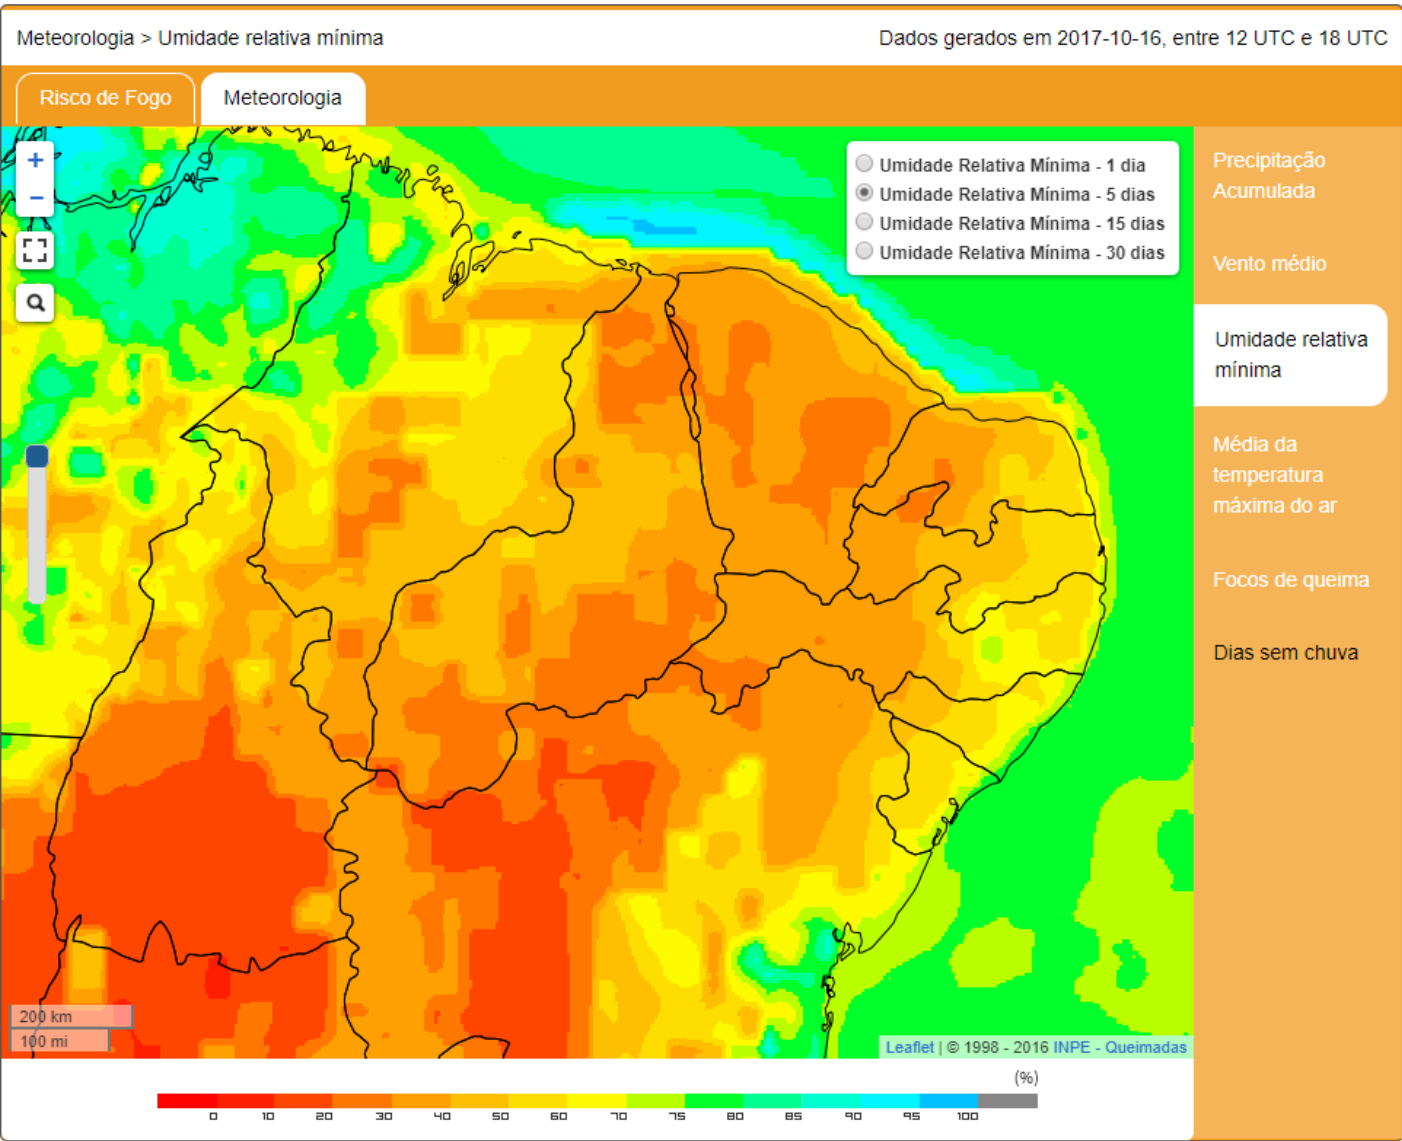 Meteorologia > Umidade relativa mínima
Dados gerados em 2017-10-16, entre 12 UTC e 18 UTC
Risco de Fogo
Meteorologia
+
−
Umidade Relativa Mínima - 1 dia
Umidade Relativa Mínima - 5 dias
Umidade Relativa Mínima - 15 dias
Umidade Relativa Mínima - 30 dias
Precipitação
Acumulada
Vento médio
Umidade relativa
mínima
Média da
temperatura
máxima do ar
Focos de queima
Dias sem chuva
200 km
100 mi
Leaflet | © 1998 - 2016 INPE - Queimadas
(%)
0 10 20 30 40 50 60 70 75 80 85 90 95 100